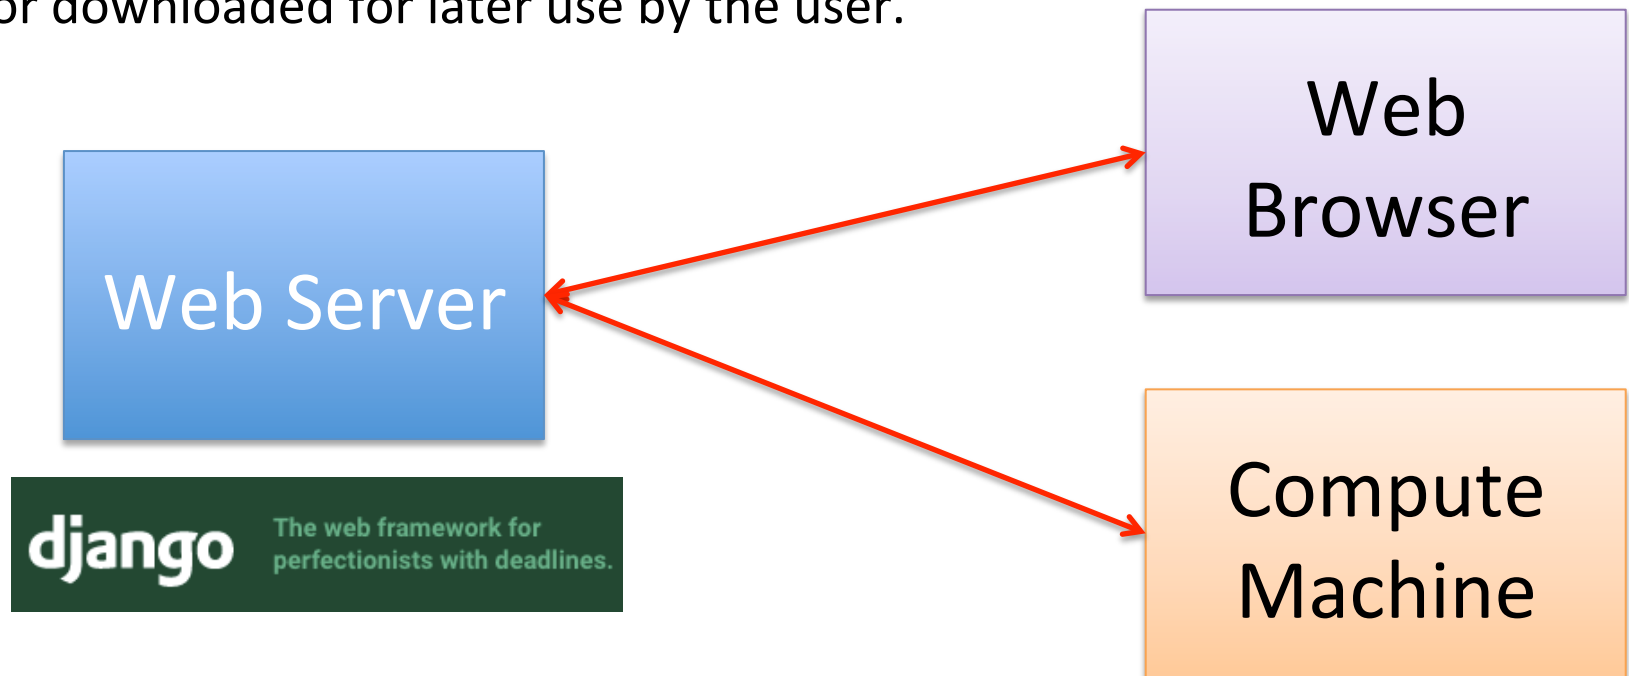 or downloaded for later use by the user.
Web
Browser
Web Server
django
The web framework for
perfectionists with deadlines.
Compute
Machine